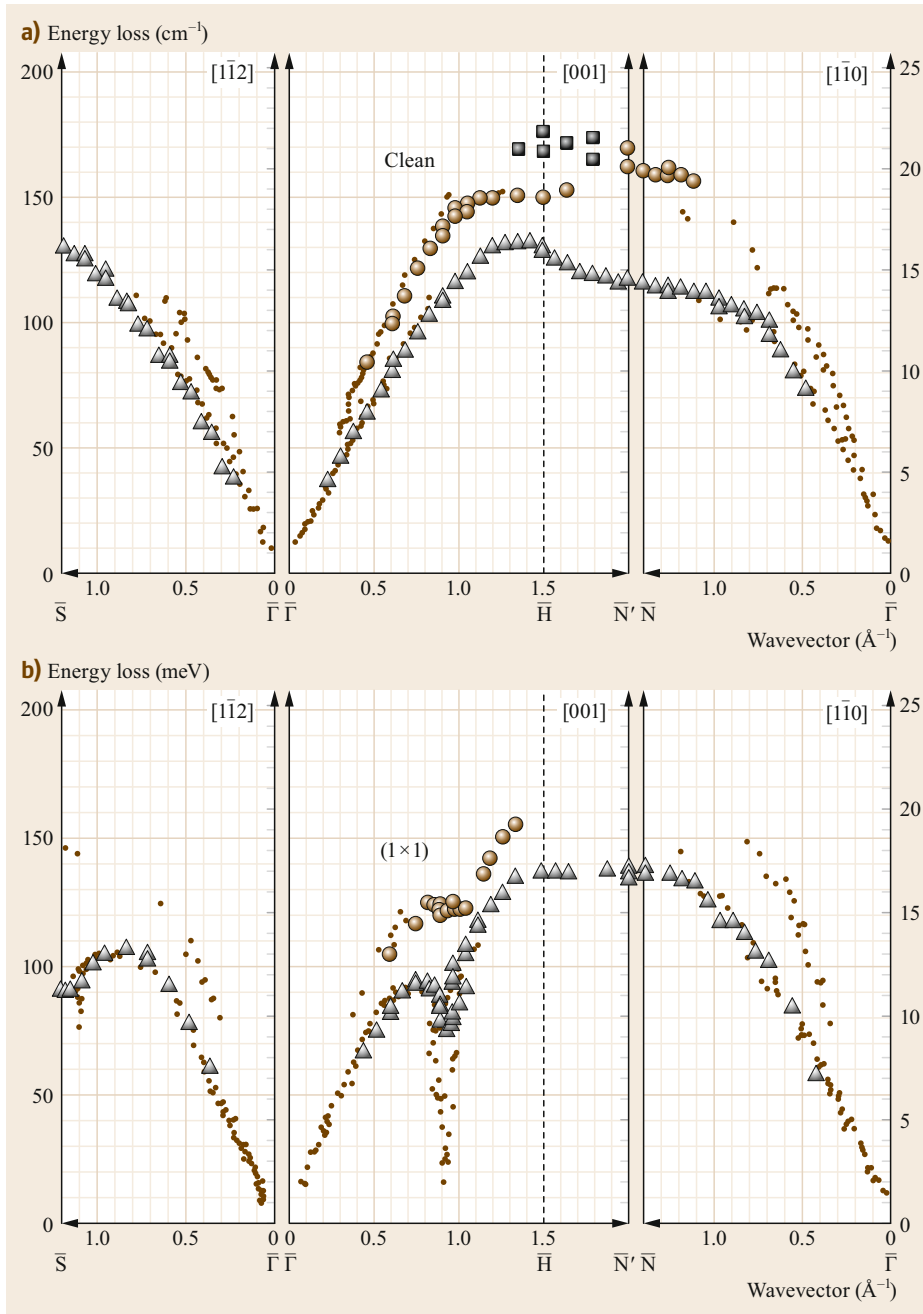 a) Energy loss (cm⁻¹)
200
150
100
50
0
[11̄2]
[001]
[11̄0]
Clean
25
20
15
10
5
0
1.0 0.5 0 0.5 1.0 1.5 1.0 0.5
S̄ Γ̄ Γ̄ H̄ N̄′ N̄ Γ̄
Wavevector (Å⁻¹)
b) Energy loss (meV)
200
150
100
50
0
[11̄2]
[001]
[11̄0]
(1 × 1)
25
20
15
10
5
0
1.0 0.5 0 0.5 1.0 1.5 1.0 0.5
S̄ Γ̄ Γ̄ H̄ N̄′ N̄ Γ̄
Wavevector (Å⁻¹)